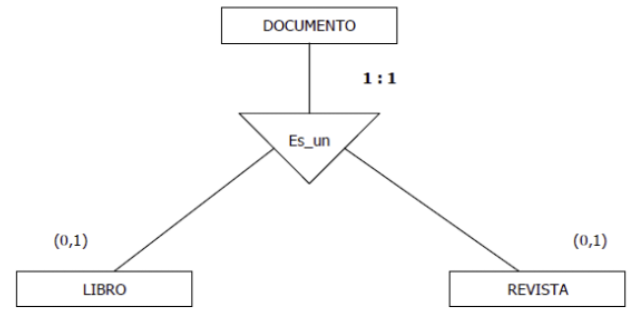 DOCUMENTO
1 : 1
Es_un
(0,1)
(0,1)
LIBRO
REVISTA